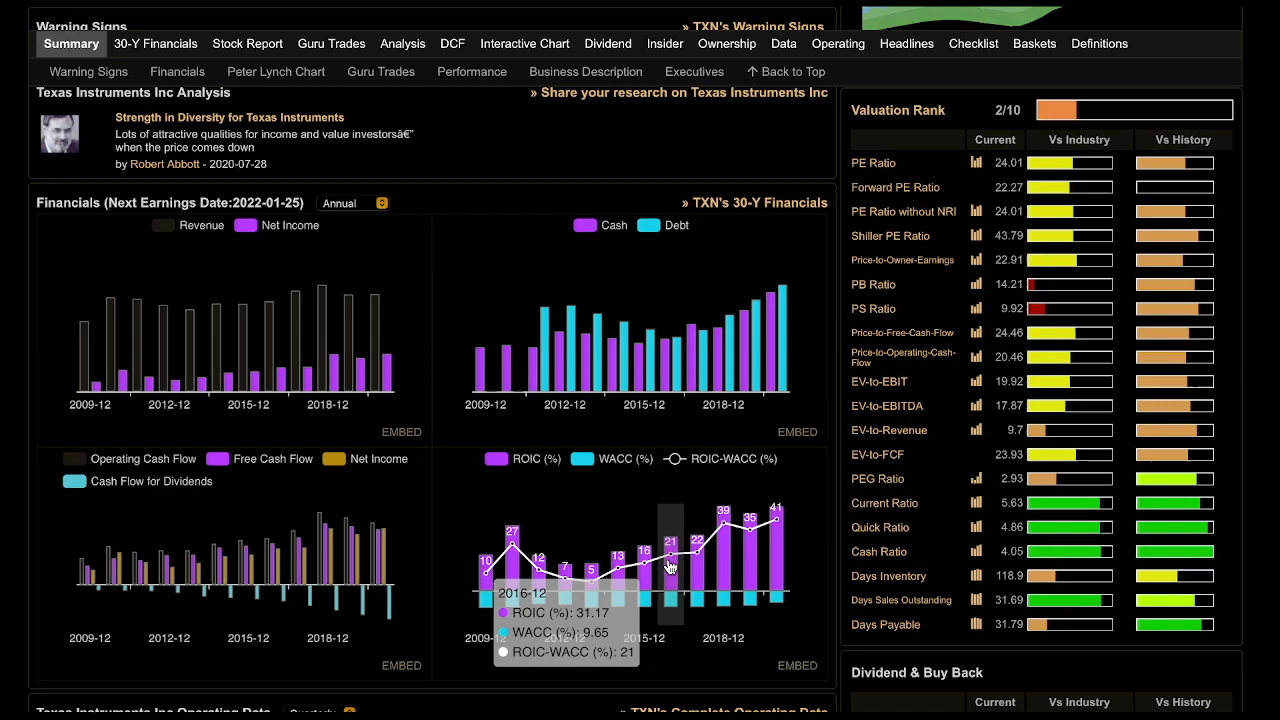 Warning Signs
» TXN's Warning Signs
Summary 30-Y Financials Stock Report Guru Trades Analysis DCF Interactive Chart Dividend Insider Ownership Data Operating Headlines Checklist Baskets Definitions
Warning Signs Financials Peter Lynch Chart Guru Trades Performance Business Description Executives ↑ Back to Top
Texas Instruments Inc Analysis
» Share your research on Texas Instruments Inc
Strength in Diversity for Texas Instruments
Lots of attractive qualities for income and value investorsâ€”
when the price comes down
by Robert Abbott - 2020-07-28
Financials (Next Earnings Date:2022-01-25) Annual
» TXN's 30-Y Financials
Revenue Net Income
2009-12 2012-12 2015-12 2018-12
EMBED
Cash Debt
2009-12 2012-12 2015-12 2018-12
EMBED
Operating Cash Flow Free Cash Flow Net Income
Cash Flow for Dividends
2009-12 2012-12 2015-12 2018-12
EMBED
ROIC (%) WACC (%) ROIC-WACC (%)
10 27 12 7 5 13 16 21 22 39 35 41
2016-12
ROIC (%): 31.17
WACC (%): 9.65
ROIC-WACC (%): 21
2009-12 2012-12 2015-12 2018-12
EMBED
Texas Instruments Inc Operating Data Quarterly
» TXN's Complete Operating Data
Valuation Rank 2/10
Current Vs Industry Vs History
PE Ratio 24.01
Forward PE Ratio 22.27
PE Ratio without NRI 24.01
Shiller PE Ratio 43.79
Price-to-Owner-Earnings 22.91
PB Ratio 14.21
PS Ratio 9.92
Price-to-Free-Cash-Flow 24.46
Price-to-Operating-Cash-
Flow 20.46
EV-to-EBIT 19.92
EV-to-EBITDA 17.87
EV-to-Revenue 9.7
EV-to-FCF 23.93
PEG Ratio 2.93
Current Ratio 5.63
Quick Ratio 4.86
Cash Ratio 4.05
Days Inventory 118.9
Days Sales Outstanding 31.69
Days Payable 31.79
Dividend & Buy Back
Current Vs Industry Vs History